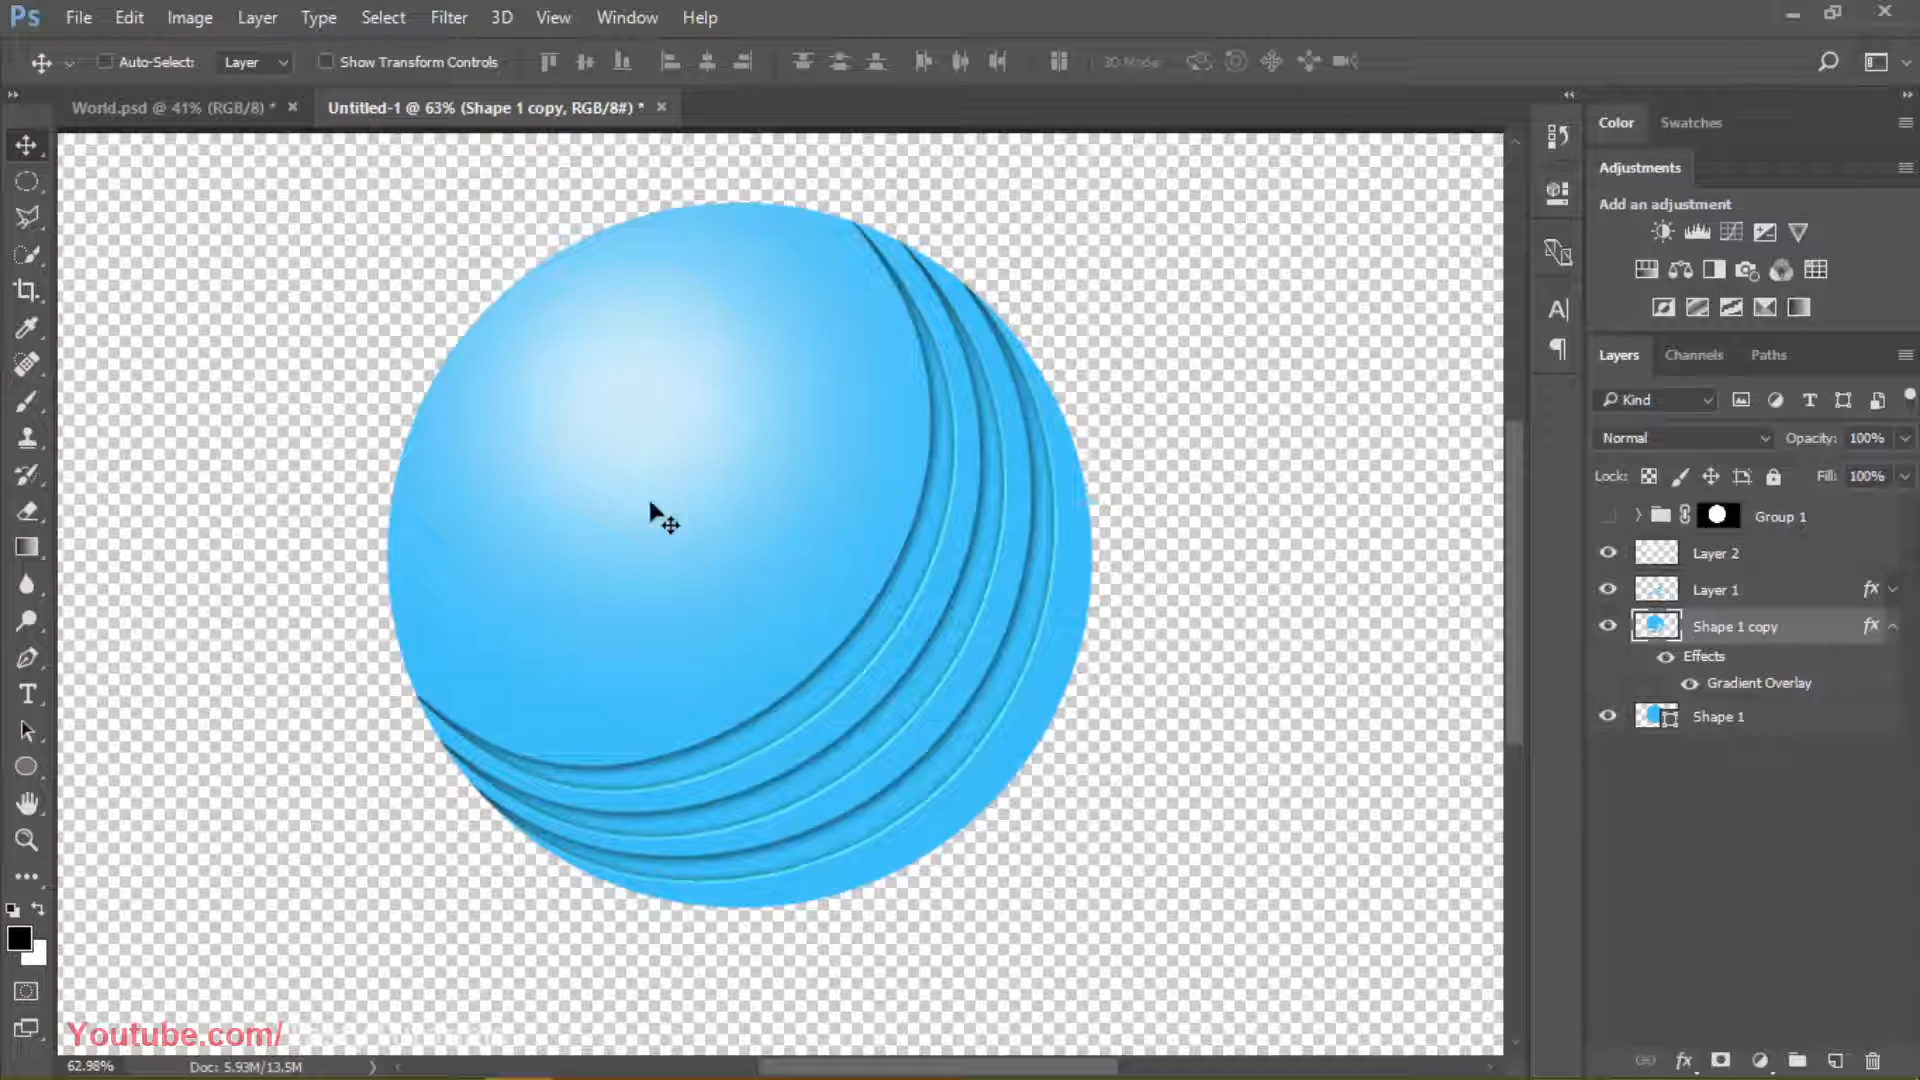 Ps File Edit Image Layer Type Select Filter 3D View Window Help
Auto-Select: Layer Show Transform Controls
World.psd @ 41% (RGB/8) * × Untitled-1 @ 63% (Shape 1 copy, RGB/8#) * ×
Color Swatches
Adjustments
Add an adjustment
Layers Channels Paths
Kind
Normal Opacity: 100%
Lock: Fill: 100%
Group 1
Layer 2
Layer 1 fx
Shape 1 copy fx
Effects
Gradient Overlay
Shape 1
Youtube.com/
62.98% Doc: 5.93M/13.5M
fx